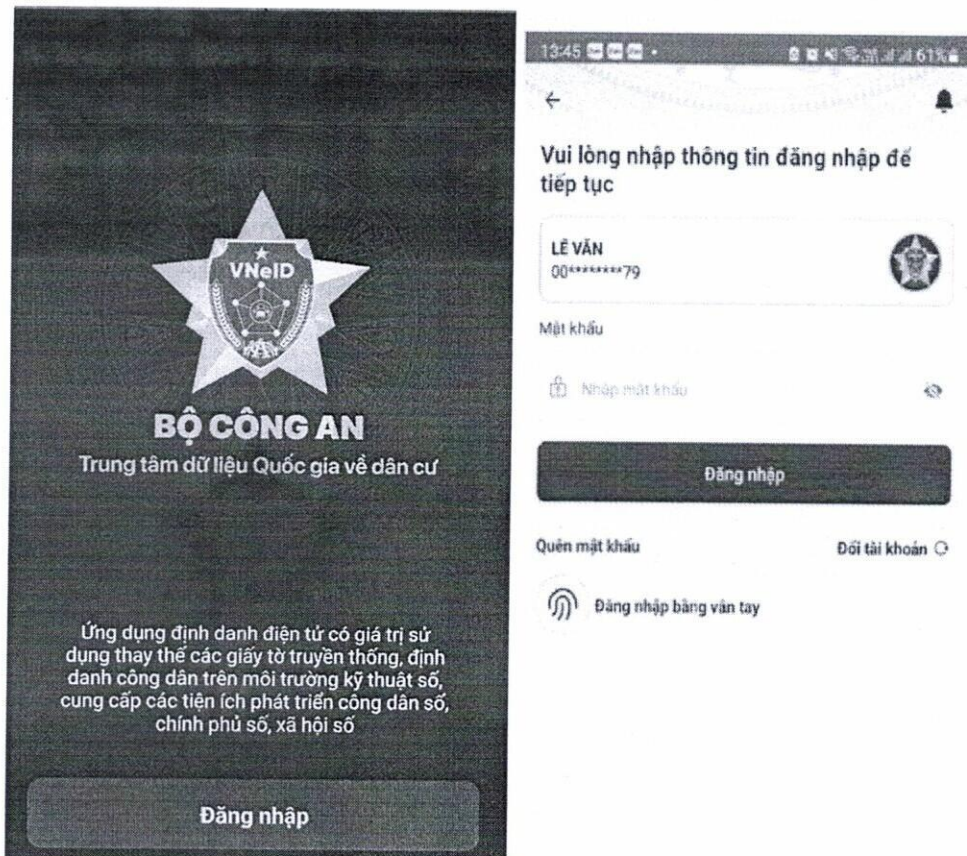 VNeID
BỘ CÔNG AN
Trung tâm dữ liệu Quốc gia về dân cư
Ứng dụng định danh điện tử có giá trị sử
dụng thay thế các giấy tờ truyền thống, định
danh công dân trên môi trường kỹ thuật số,
cung cấp các tiện ích phát triển công dân số,
chính phủ số, xã hội số
Đăng nhập
13:45
61%
Vui lòng nhập thông tin đăng nhập để
tiếp tục
LÊ VĂN
00********79
Mật khẩu
Nhập mật khẩu
Đăng nhập
Quên mật khẩu
Đổi tài khoản
Đăng nhập bằng vân tay